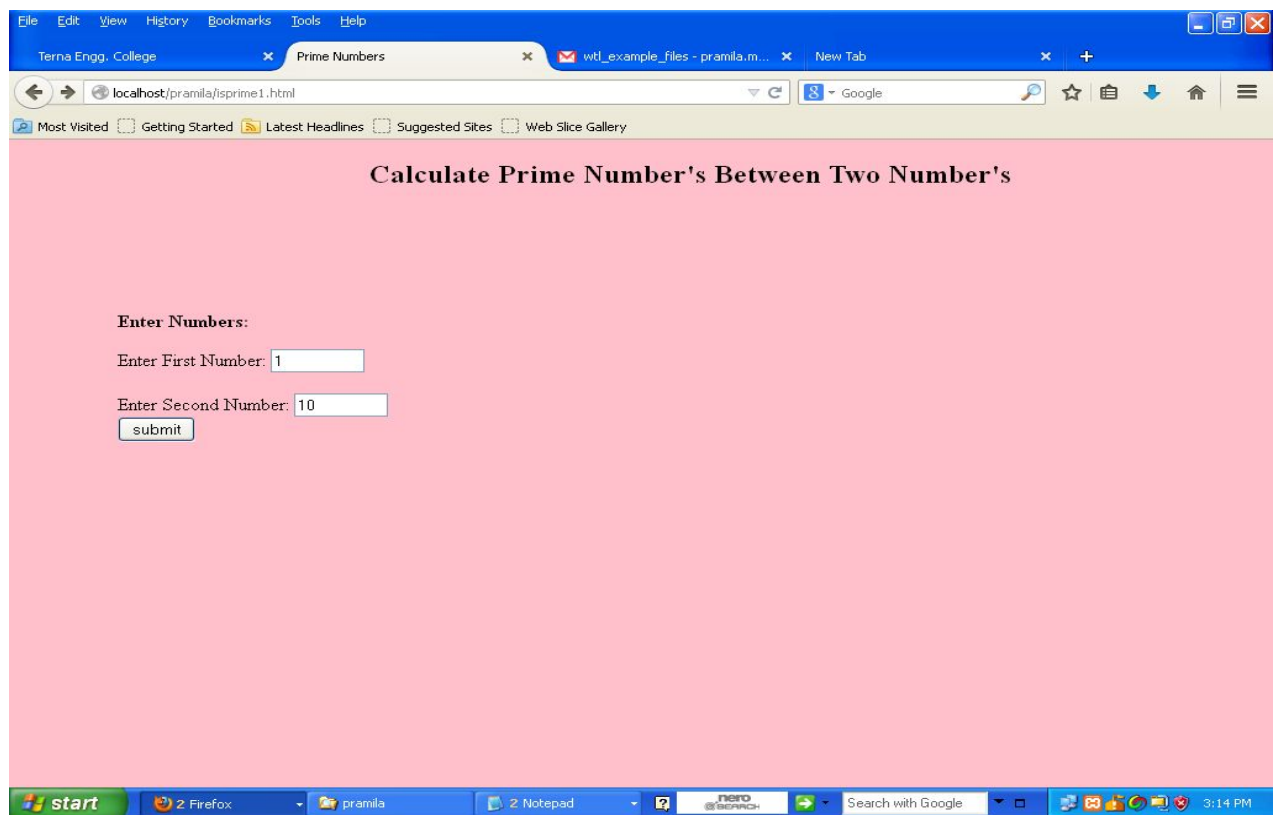 File Edit View History Bookmarks Tools Help
Terna Engg. College Prime Numbers wtl_example_files - pramila.m... New Tab
localhost/pramila/isprime1.html Google
Most Visited Getting Started Latest Headlines Suggested Sites Web Slice Gallery
Calculate Prime Number's Between Two Number's
Enter Numbers:
Enter First Number: 1
Enter Second Number: 10
submit
start 2 Firefox pramila 2 Notepad nero SEARCH Search with Google 3:14 PM